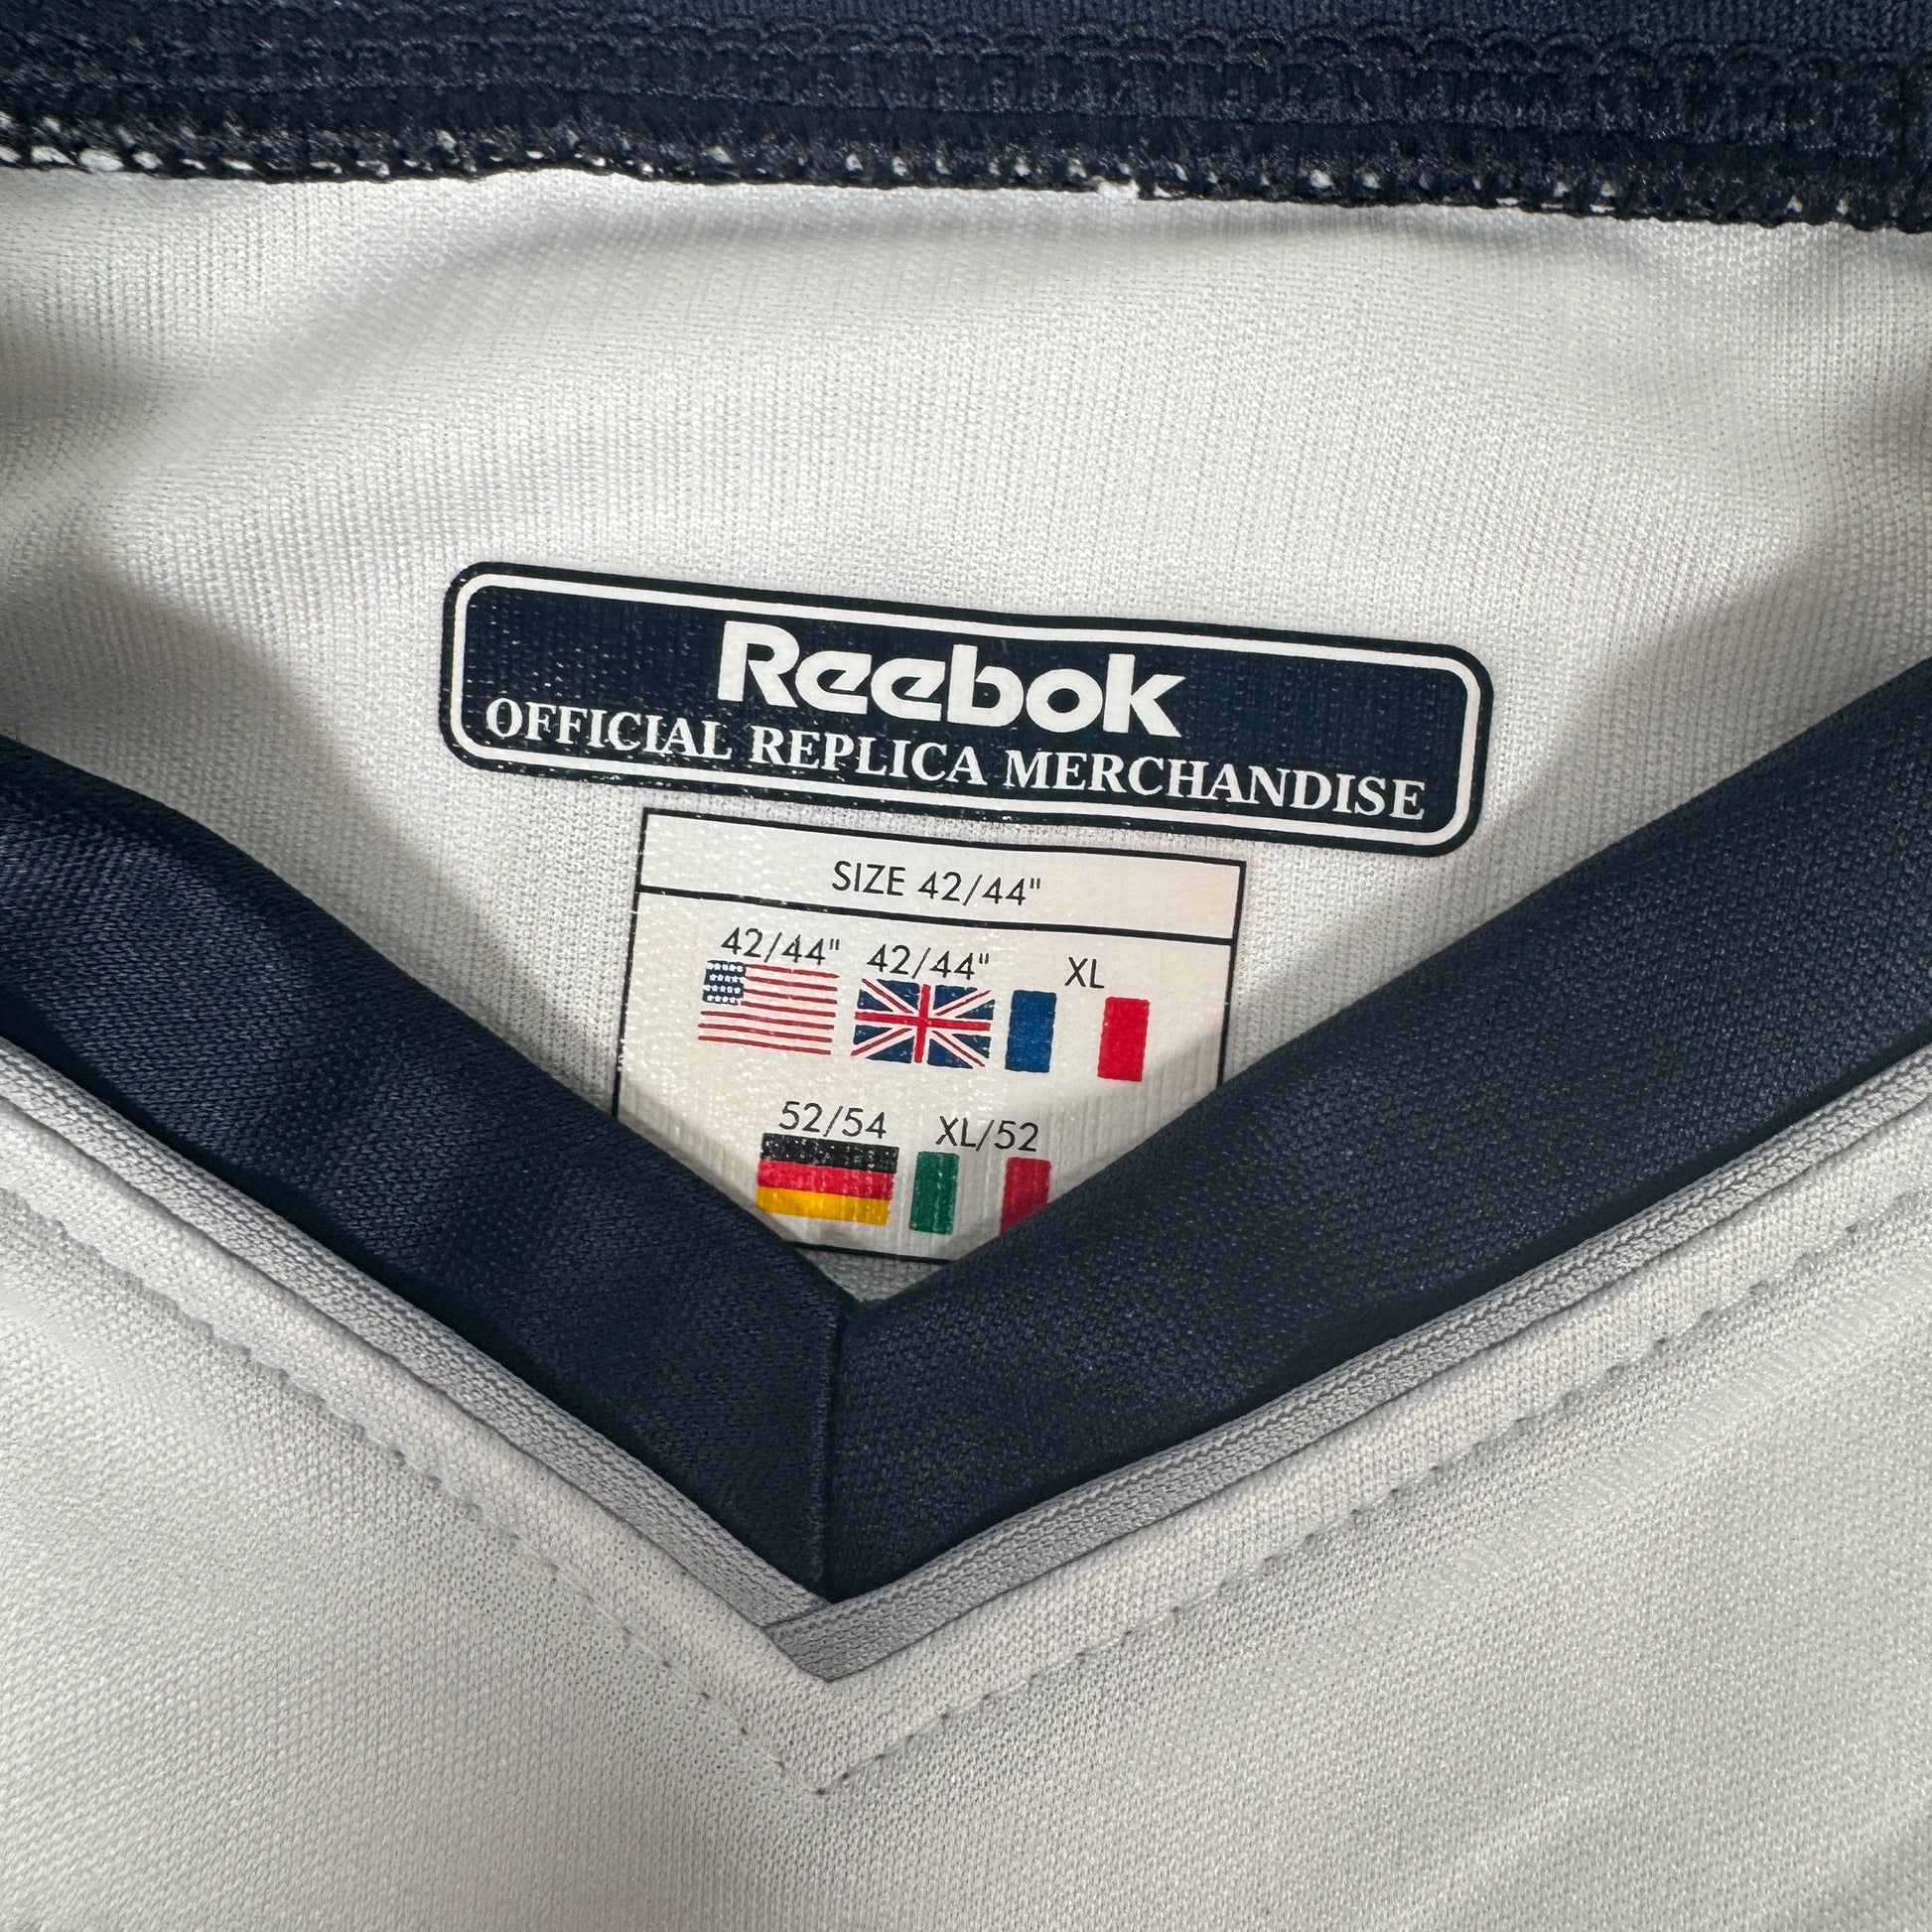 Reebok
OFFICIAL REPLICA MERCHANDISE
SIZE 42/44"
42/44" 42/44" XL
52/54 XL/52